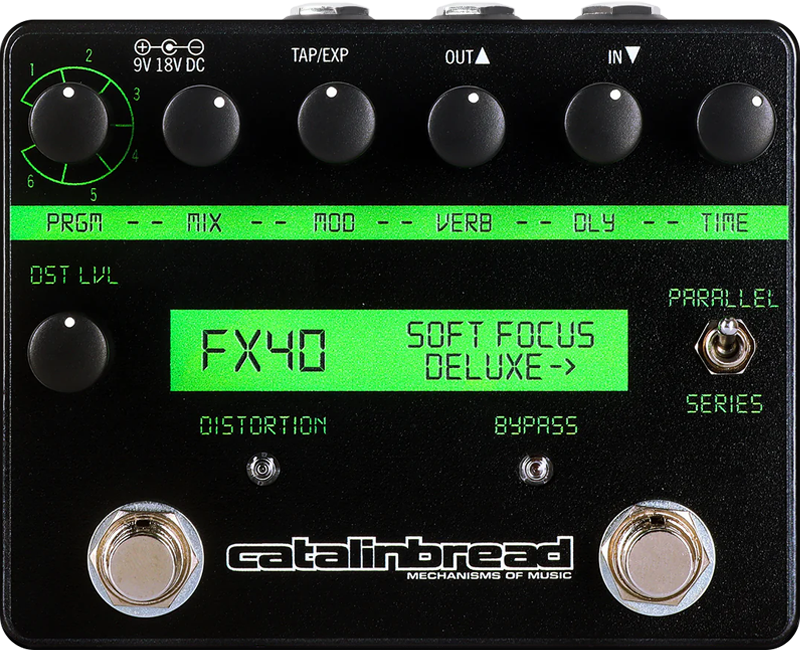 TAP/EXP
OUT▲
IN▼
9V 18V DC
1
2
3
4
5
6
PRGM -- MIX -- MOD -- VERB -- DLY -- TIME
DST LVL
PARALLEL
FX40
SOFT FOCUS
DELUXE->
SERIES
DISTORTION
BYPASS
catalinbread
MECHANISMS OF MUSIC